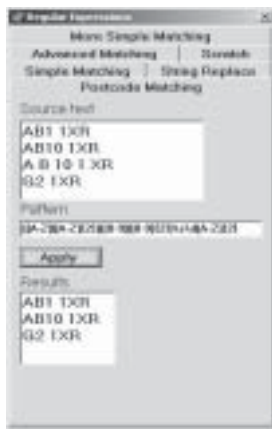 Regular Expressions
More Simple Matching
Advanced Matching Scratch
Simple Matching String Replace
Postcode Matching
Source text
AB1 1XR
AB10 1XR
A B 10 1 XR
G2 1XR
Pattern
Apply
Results
AB1 1XR
AB10 1XR
G2 1XR